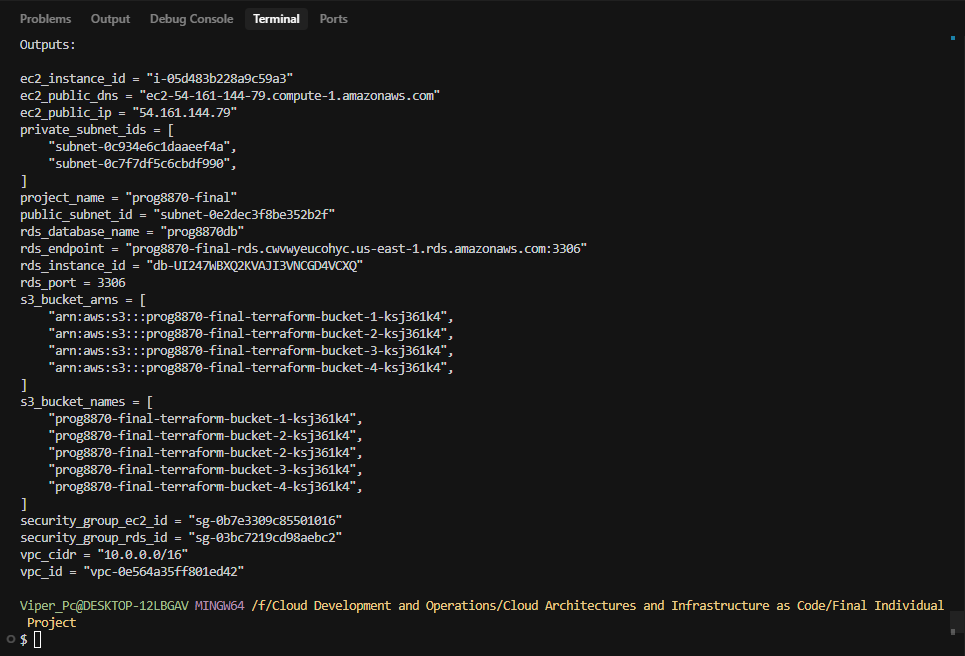 Problems Output Debug Console Terminal Ports
Outputs:
ec2_instance_id = "i-05d483b228a9c59a3"
ec2_public_dns = "ec2-54-161-144-79.compute-1.amazonaws.com"
ec2_public_ip = "54.161.144.79"
private_subnet_ids = [
"subnet-0c934e6c1daaeef4a",
"subnet-0c7f7df5c6cbdf990",
]
project_name = "prog8870-final"
public_subnet_id = "subnet-0e2dec3f8be352b2f"
rds_database_name = "prog8870db"
rds_endpoint = "prog8870-final-rds.cwvwyeucohyc.us-east-1.rds.amazonaws.com:3306"
rds_instance_id = "db-UI247WBXQ2KVAJI3VNCGD4VCXQ"
rds_port = 3306
s3_bucket_arns = [
"arn:aws:s3:::prog8870-final-terraform-bucket-1-ksj361k4",
"arn:aws:s3:::prog8870-final-terraform-bucket-2-ksj361k4",
"arn:aws:s3:::prog8870-final-terraform-bucket-3-ksj361k4",
"arn:aws:s3:::prog8870-final-terraform-bucket-4-ksj361k4",
]
s3_bucket_names = [
"prog8870-final-terraform-bucket-1-ksj361k4",
"prog8870-final-terraform-bucket-2-ksj361k4",
"prog8870-final-terraform-bucket-2-ksj361k4",
"prog8870-final-terraform-bucket-3-ksj361k4",
"prog8870-final-terraform-bucket-4-ksj361k4",
]
security_group_ec2_id = "sg-0b7e3309c85501016"
security_group_rds_id = "sg-03bc7219cd98aebc2"
vpc_cidr = "10.0.0.0/16"
vpc_id = "vpc-0e564a35ff801ed42"
Viper_Pc@DESKTOP-12LBGAV MINGW64 /f/Cloud Development and Operations/Cloud Architectures and Infrastructure as Code/Final Individual
Project
$